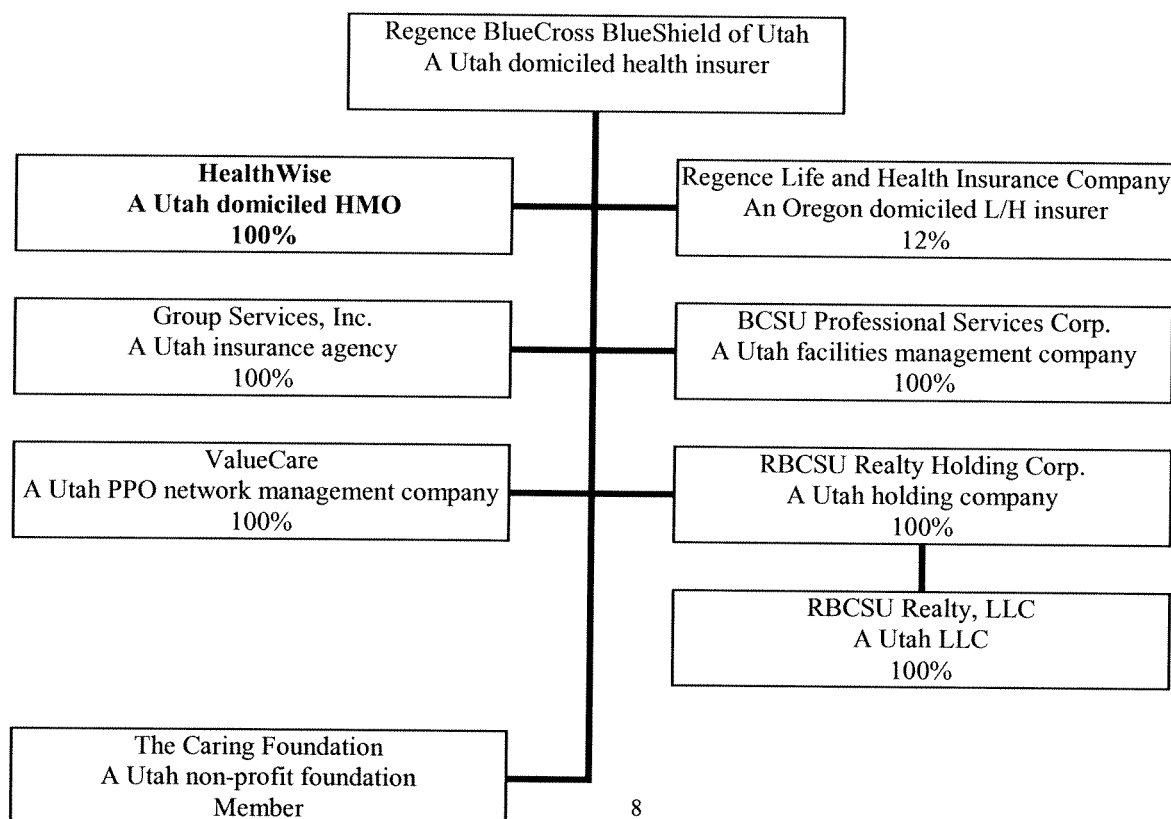 Regence BlueCross BlueShield of Utah
A Utah domiciled health insurer
HealthWise
A Utah domiciled HMO
100%
Regence Life and Health Insurance Company
An Oregon domiciled L/H insurer
12%
Group Services, Inc.
A Utah insurance agency
100%
BCSU Professional Services Corp.
A Utah facilities management company
100%
ValueCare
A Utah PPO network management company
100%
RBCSU Realty Holding Corp.
A Utah holding company
100%
RBCSU Realty, LLC
A Utah LLC
100%
The Caring Foundation
A Utah non-profit foundation
Member
8